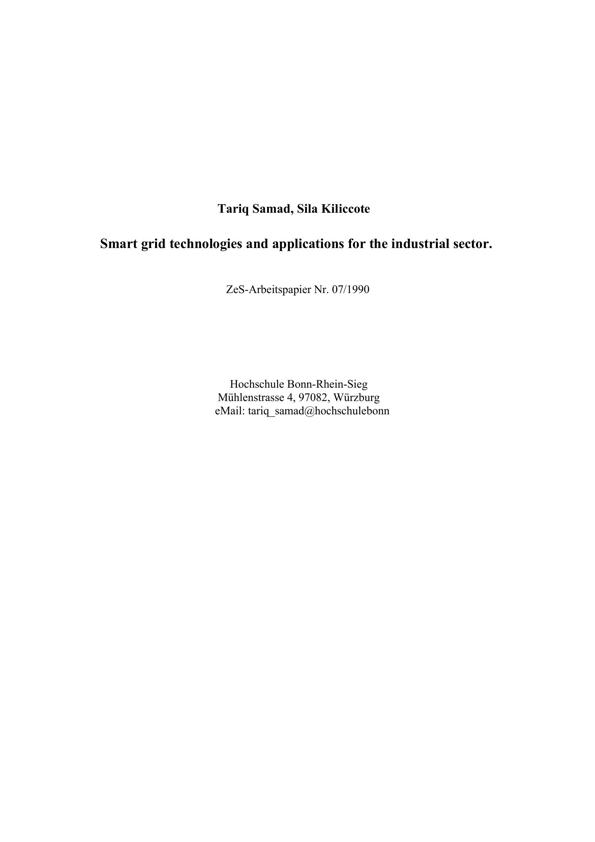 Tariq Samad, Sila Kiliccote
Smart grid technologies and applications for the industrial sector.
ZeS-Arbeitspapier Nr. 07/1990
Hochschule Bonn-Rhein-Sieg
Mühlenstrasse 4, 97082, Würzburg
eMail: tariq_samad@hochschulebonn